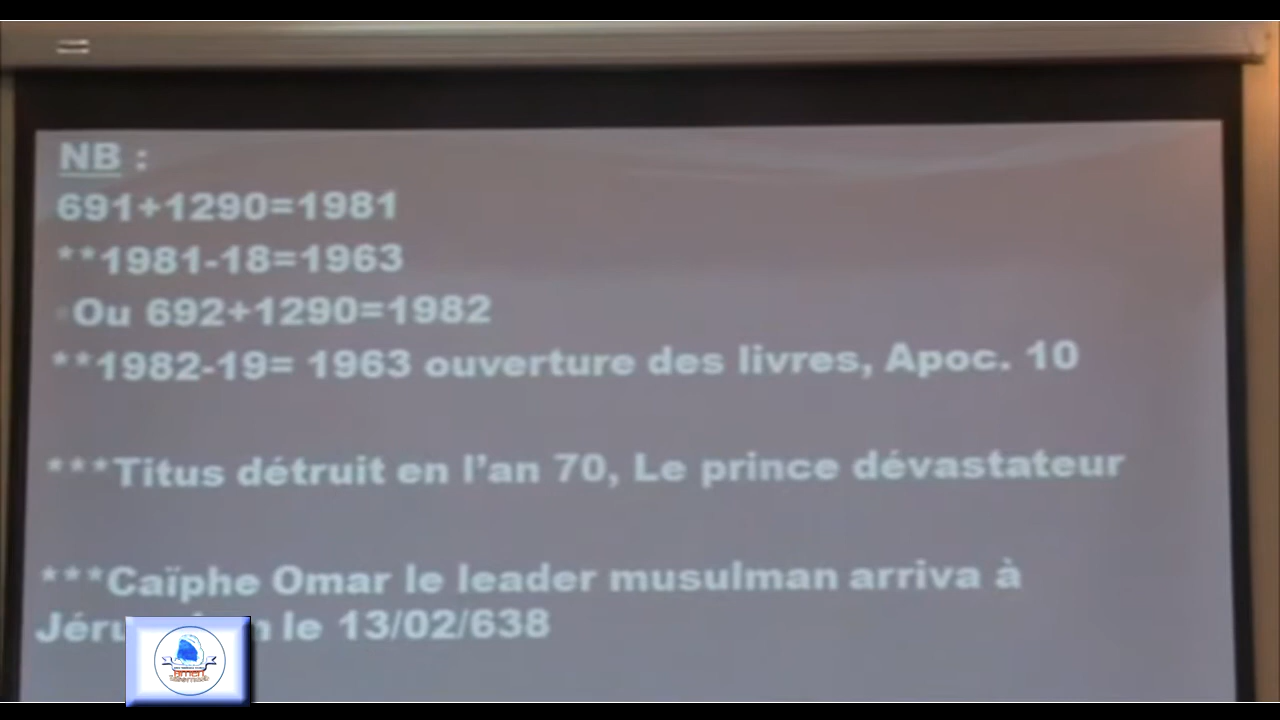 NB :
691+1290=1981
**1981-18=1963
Ou 692+1290=1982
**1982-19= 1963 ouverture des livres, Apoc. 10
***Titus détruit en l’an 70, Le prince dévastateur
***Caïphe Omar le leader musulman arriva à
le 13/02/638